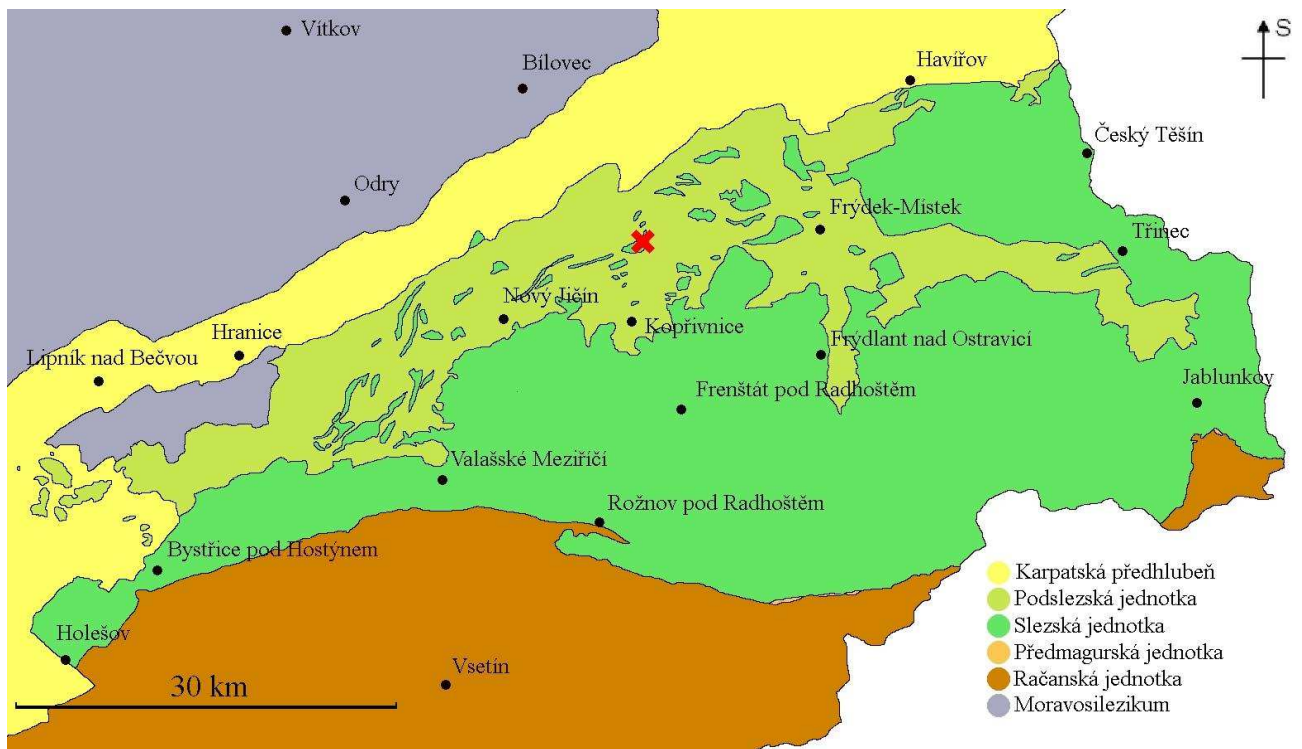 Vítkov
S
Bílovec
Havířov
Český Těšín
Odry
Frýdek-Místek
Třinec
Nový Jičín
Kopřivnice
Hranice
Lipník nad Bečvou
Frýdlant nad Ostravicí
Frenštát pod Radhoštěm
Jablunkov
Valašské Meziříčí
Rožnov pod Radhoštěm
Bystřice pod Hostýnem
Karpatská předhlubeň
Podslezská jednotka
Slezská jednotka
Předmagurská jednotka
Račanská jednotka
Moravosilezikum
Holešov
Vsetín
30 km